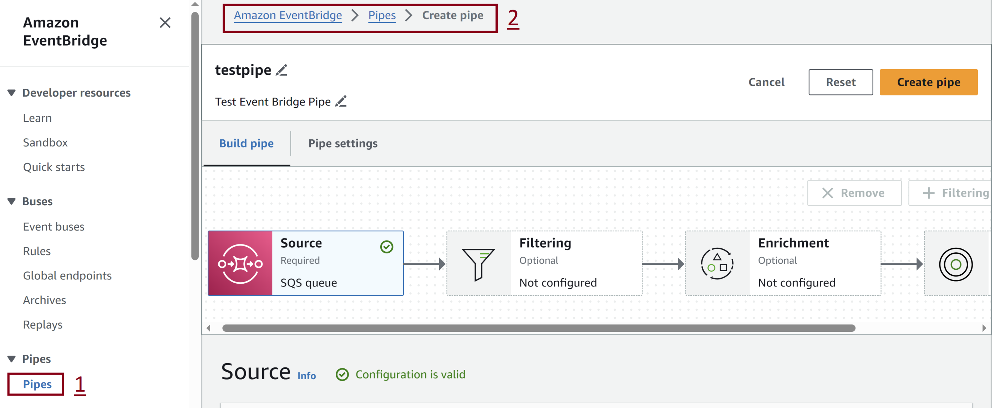 Amazon
EventBridge
Developer resources
Learn
Sandbox
Quick starts
Buses
Event buses
Rules
Global endpoints
Archives
Replays
Pipes
Pipes
1
Amazon EventBridge > Pipes > Create pipe
2
testpipe
Test Event Bridge Pipe
Cancel
Reset
Create pipe
Build pipe
Pipe settings
Remove
Filtering
Source
Required
SQS queue
Filtering
Optional
Not configured
Enrichment
Optional
Not configured
Source Info
Configuration is valid